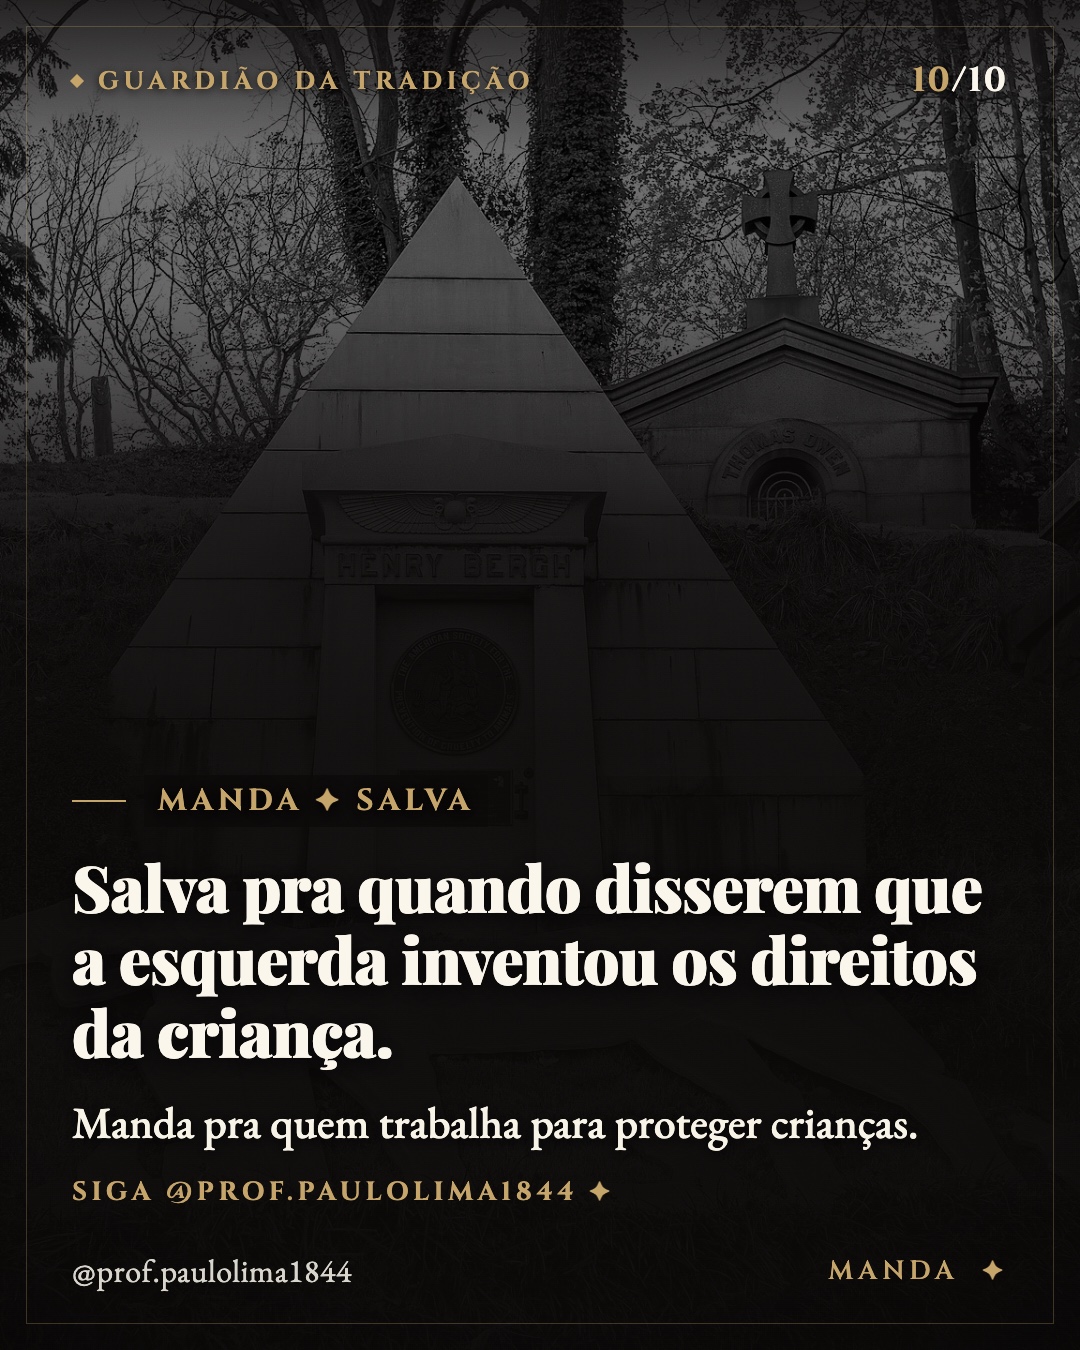 ◆ GUARDIÃO DA TRADIÇÃO
10/10
THOMAS OWEN
HENRY BERGH
MANDA ✦ SALVA
Salva pra quando disserem que
a esquerda inventou os direitos
da criança.
Manda pra quem trabalha para proteger crianças.
SIGA @PROF.PAULOLIMA1844 ✦
@prof.paulolima1844
MANDA ✦